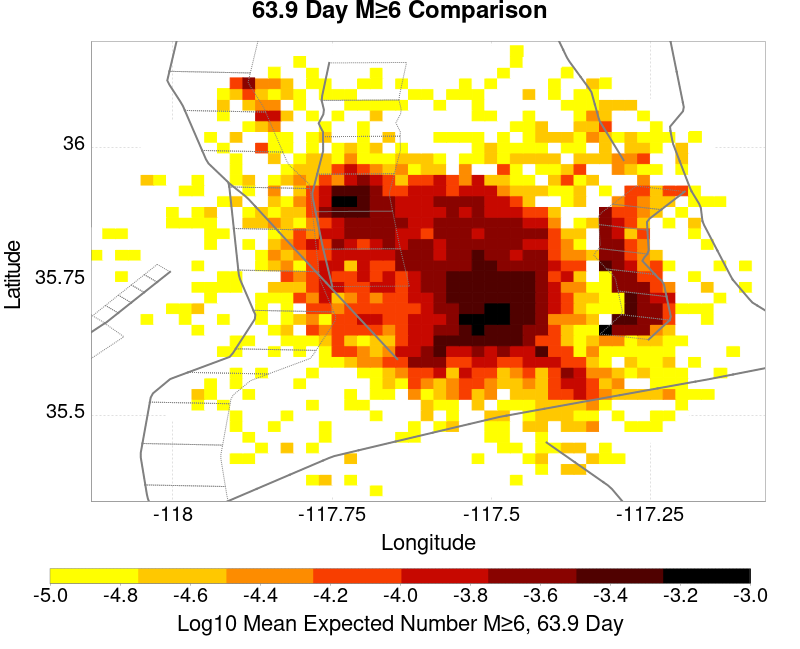 63.9 Day M≥6 Comparison
36
35.75
35.5
Latitude
-118 -117.75 -117.5 -117.25
Longitude
-5.0 -4.8 -4.6 -4.4 -4.2 -4.0 -3.8 -3.6 -3.4 -3.2 -3.0
Log10 Mean Expected Number M≥6, 63.9 Day